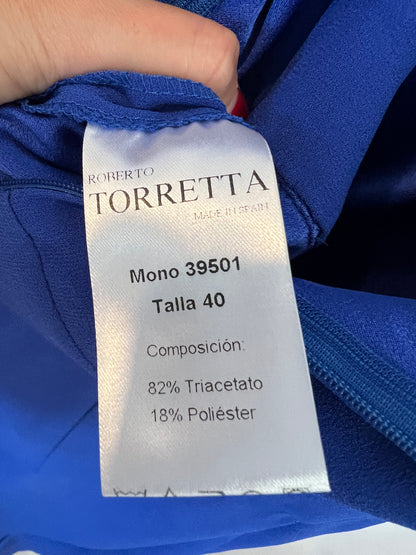 ROBERTO
TORRETTA
MADE IN SPAIN
Mono 39501
Talla 40
Composición:
82% Triacetato
18% Poliéster